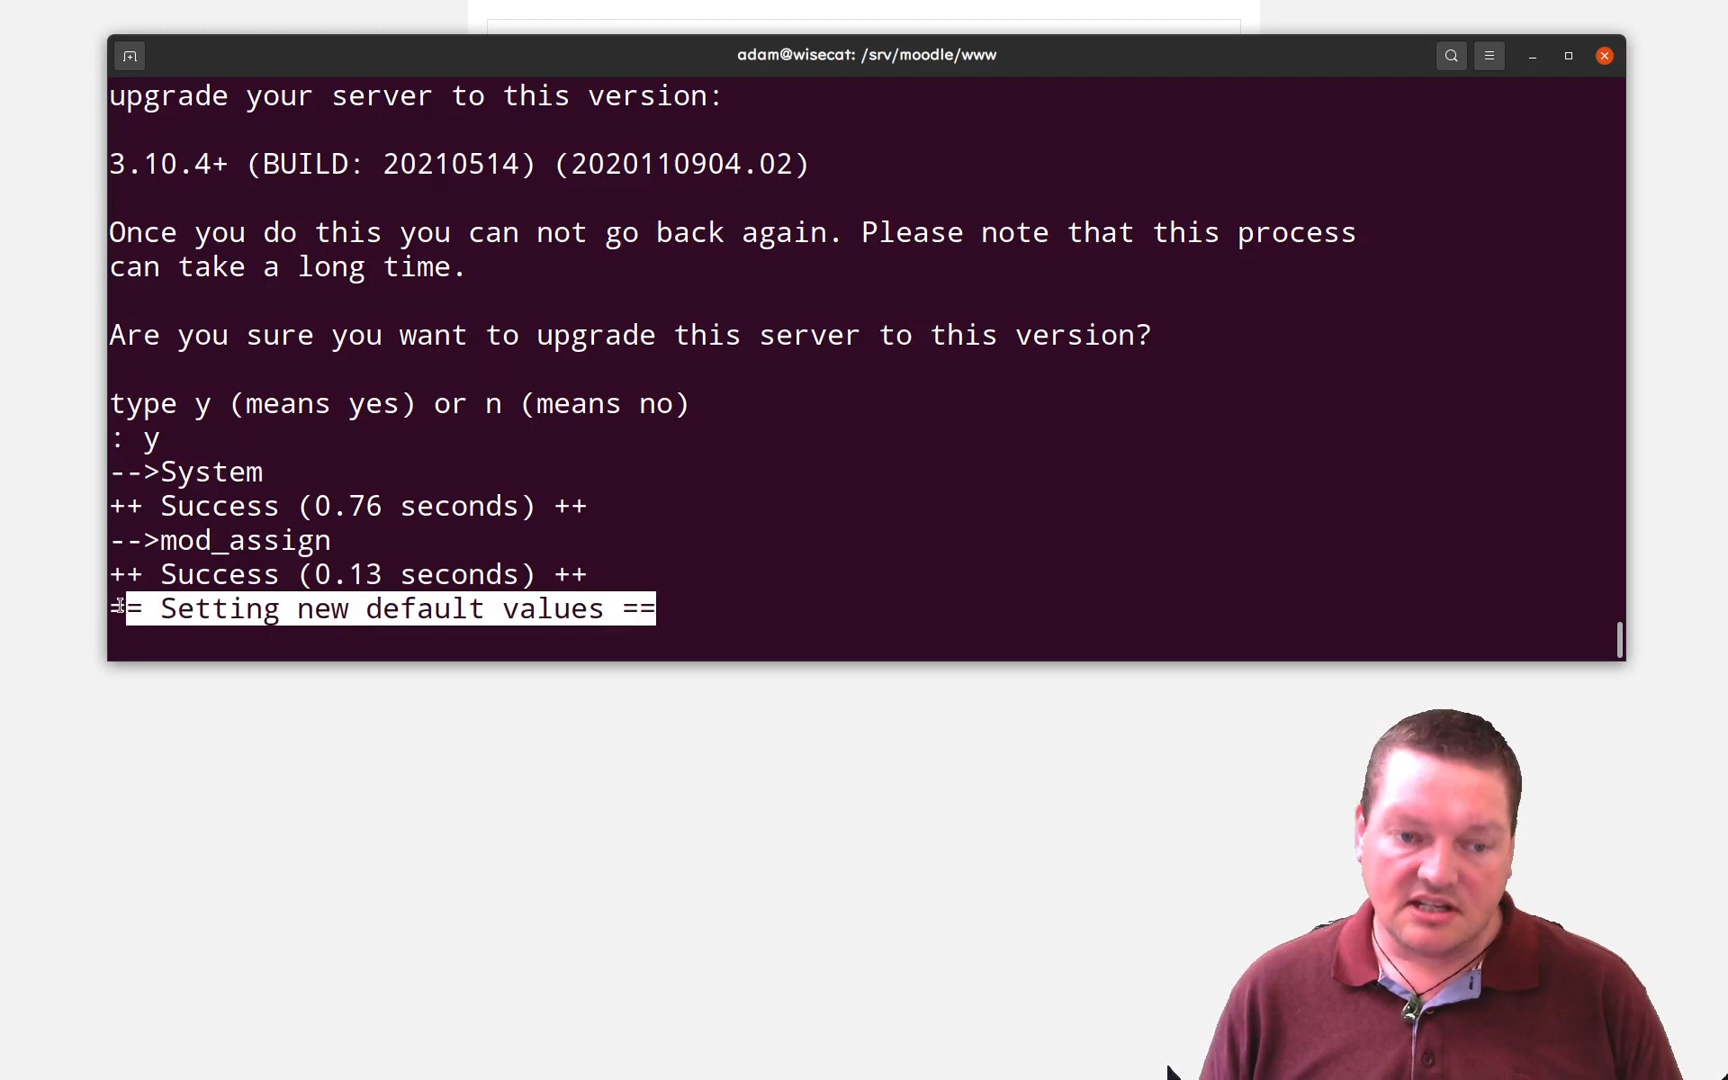 adam@wisecat: /srv/moodle/www
upgrade your server to this version:
3.10.4+ (BUILD: 20210514) (2020110904.02)
Once you do this you can not go back again. Please note that this process
can take a long time.
Are you sure you want to upgrade this server to this version?
type y (means yes) or n (means no)
: y
-->System
++ Success (0.76 seconds) ++
-->mod_assign
++ Success (0.13 seconds) ++
== Setting new default values ==